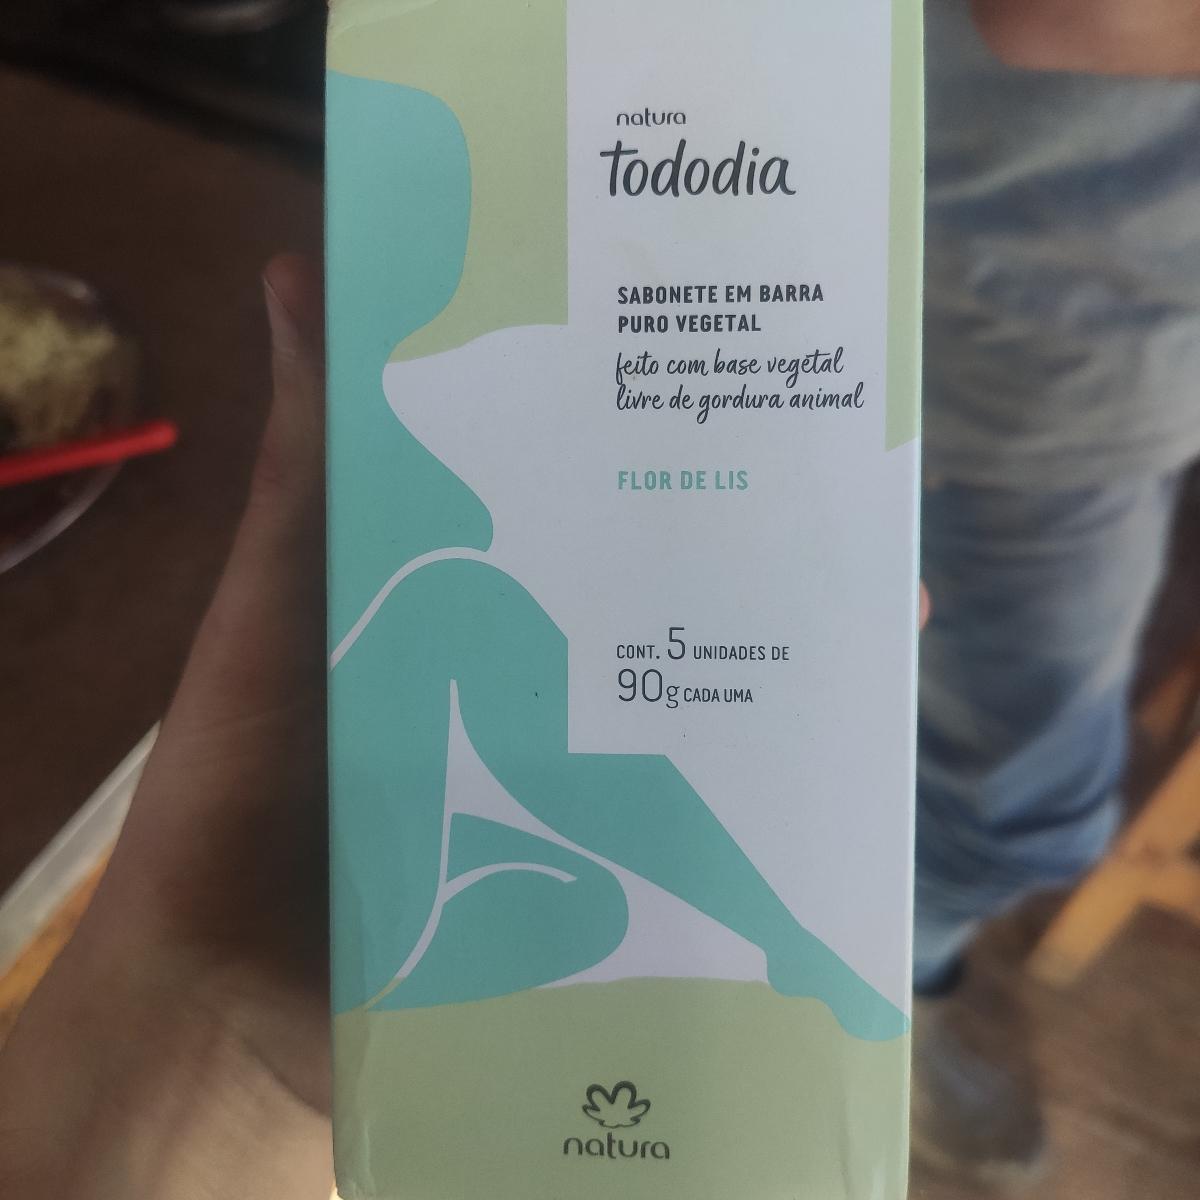 natura
tododia
SABONETE EM BARRA
PURO VEGETAL
feito com base vegetal
livre de gordura animal
FLOR DE LIS
CONT. 5 UNIDADES DE
90g CADA UMA
natura